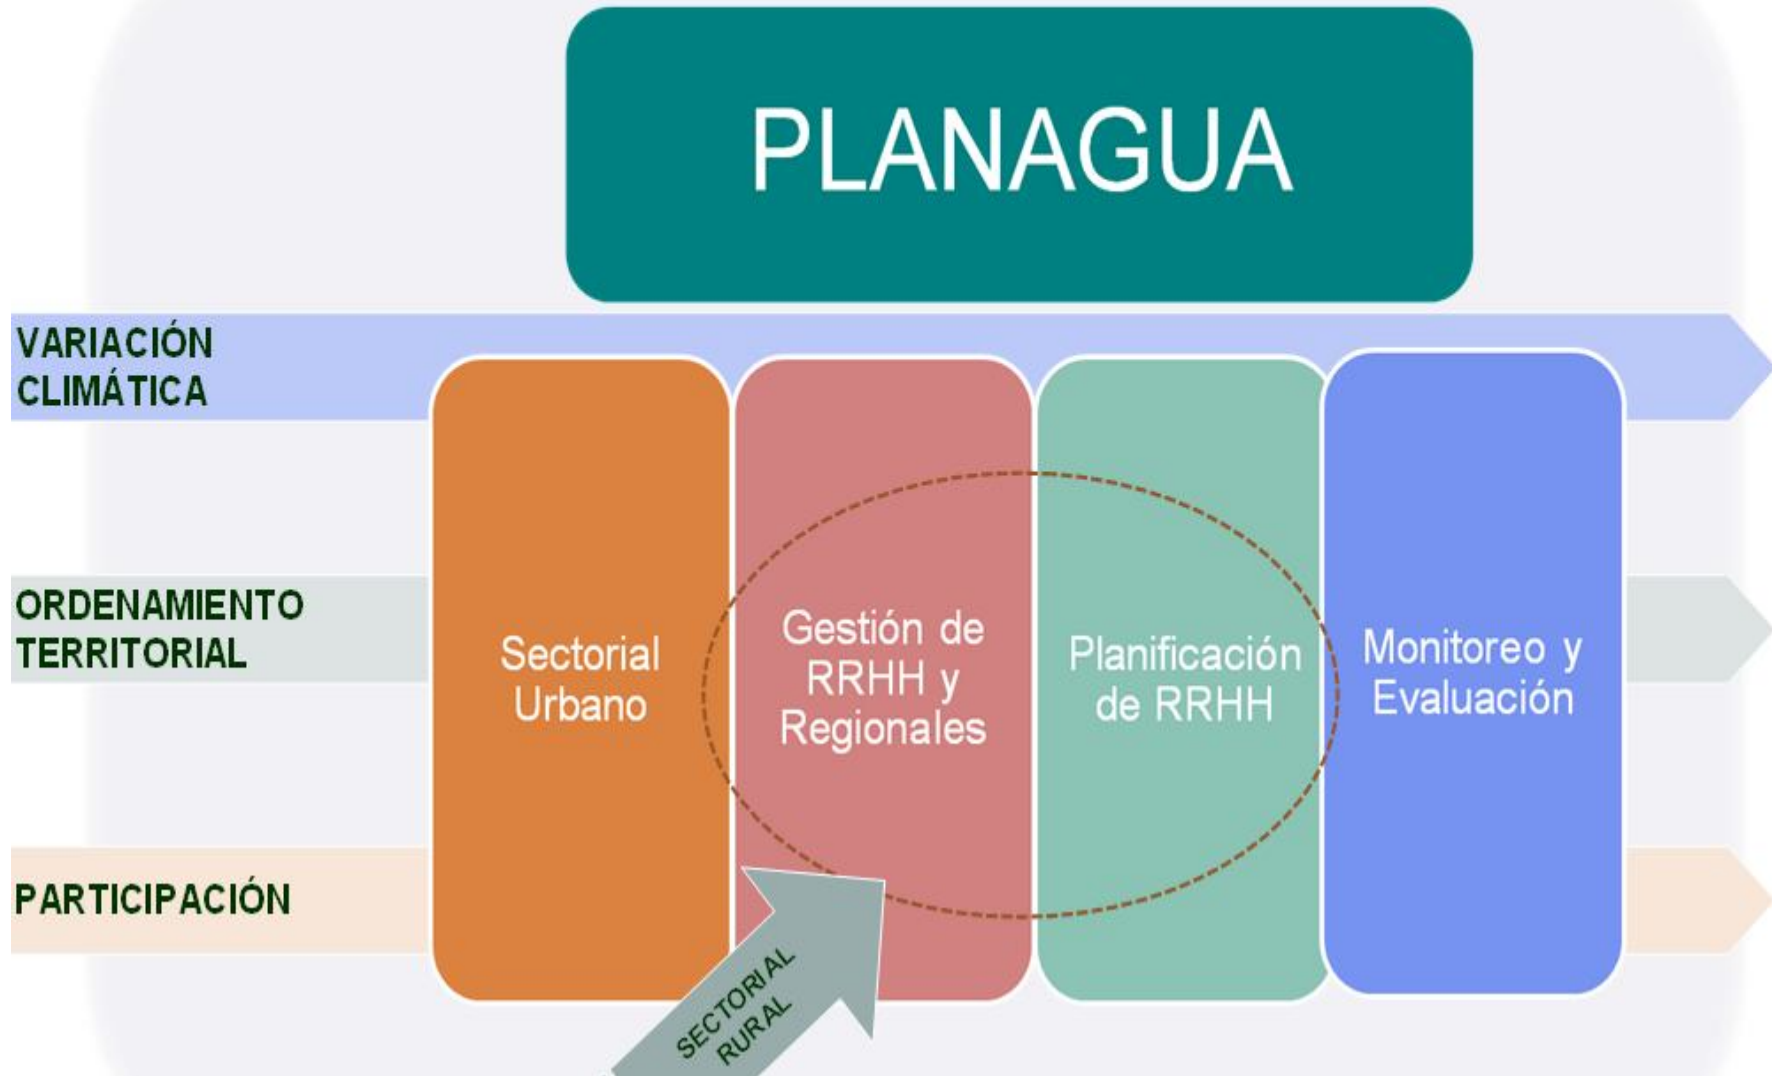 PLANAGUA
VARIACIÓN
CLIMÁTICA
ORDENAMIENTO
TERRITORIAL
PARTICIPACIÓN
Sectorial
Urbano
Gestión de
RRHH y
Regionales
Planificación
de RRHH
Monitoreo y
Evaluación
SECTORIAL
RURAL